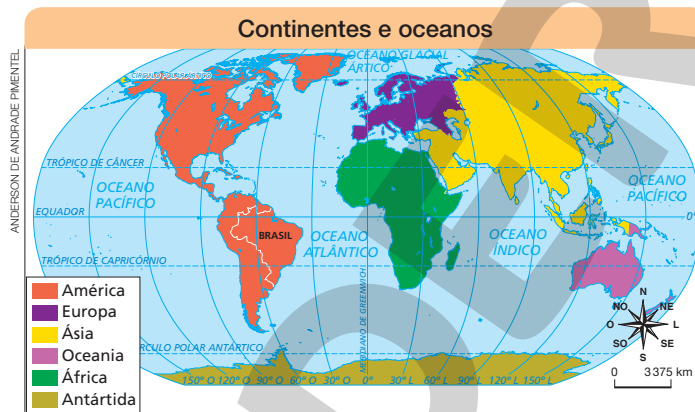 Continentes e oceanos
ANDERSON DE ANDRADE PIMENTEL
OCEANO GLACIAL
ÁRTICO
CÍRCULO POLAR ÁRTICO
TRÓPICO DE CÂNCER
OCEANO
PACÍFICO
OCEANO
PACÍFICO
EQUADOR
0°
BRASIL
OCEANO
ATLÂNTICO
OCEANO
ÍNDICO
TRÓPICO DE CAPRICÓRNIO
MERIDIANO DE GREENWICH
América
Europa
Ásia
Oceania
África
Antártida
RCULO POLAR ANTÁRTICO
150° O 120° O 90° O 60° O 30° O 0° 30° L 60° L 90° L 120° L 150° L
N
NO NE
O L
SO SE
S
0 3 375 km